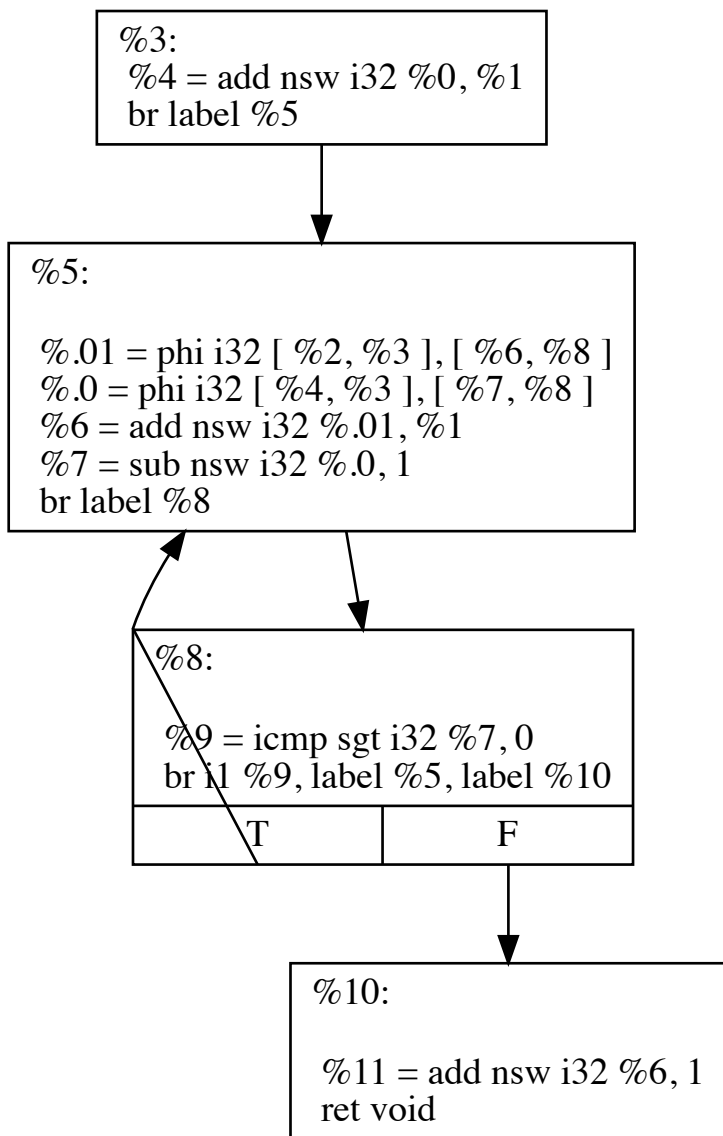 %3:
%4 = add nsw i32 %0, %1
br label %5
%5:
%.01 = phi i32 [ %2, %3 ], [ %6, %8 ]
%.0 = phi i32 [ %4, %3 ], [ %7, %8 ]
%6 = add nsw i32 %.01, %1
%7 = sub nsw i32 %.0, 1
br label %8
%8:
%9 = icmp sgt i32 %7, 0
br i1 %9, label %5, label %10
T
F
%10:
%11 = add nsw i32 %6, 1
ret void